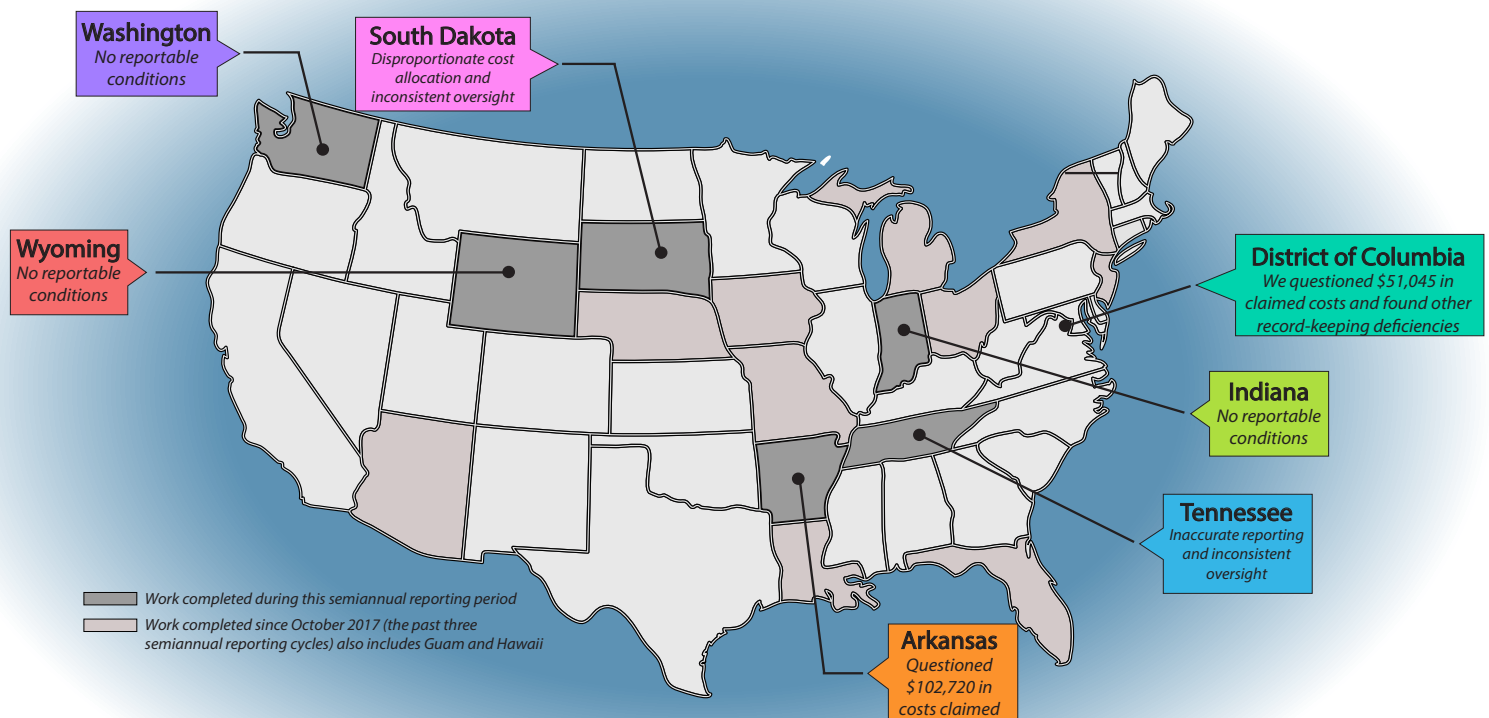 Washington
No reportable
conditions
South Dakota
Disproportionate cost
allocation and
inconsistent oversight
Wyoming
No reportable
conditions
District of Columbia
We questioned $51,045 in
claimed costs and found other
record-keeping deficiencies
Indiana
No reportable
conditions
Tennessee
Inaccurate reporting
and inconsistent
oversight
Arkansas
Questioned
$102,720 in
costs claimed
Work completed during this semiannual reporting period
Work completed since October 2017 (the past three
semiannual reporting cycles) also includes Guam and Hawaii